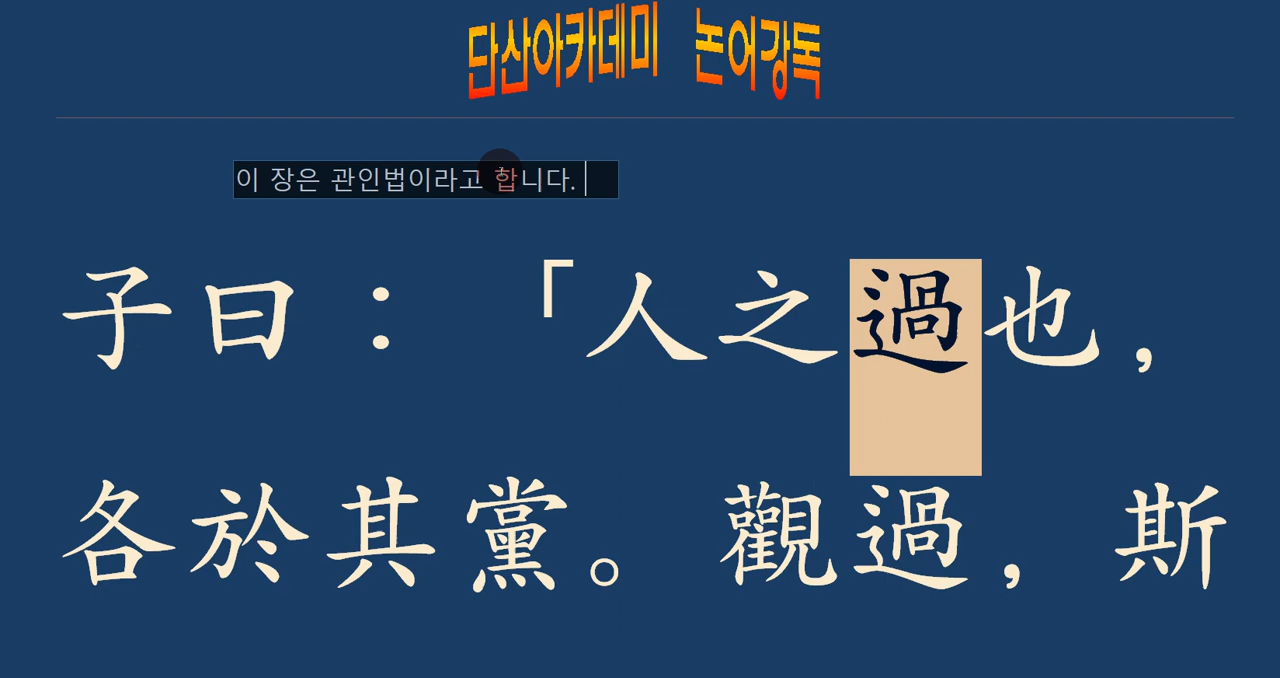 단산아카데미 논어강독
이 장은 관인법이라고 합니다.
子曰：「人之過也，
各於其黨。觀過，斯